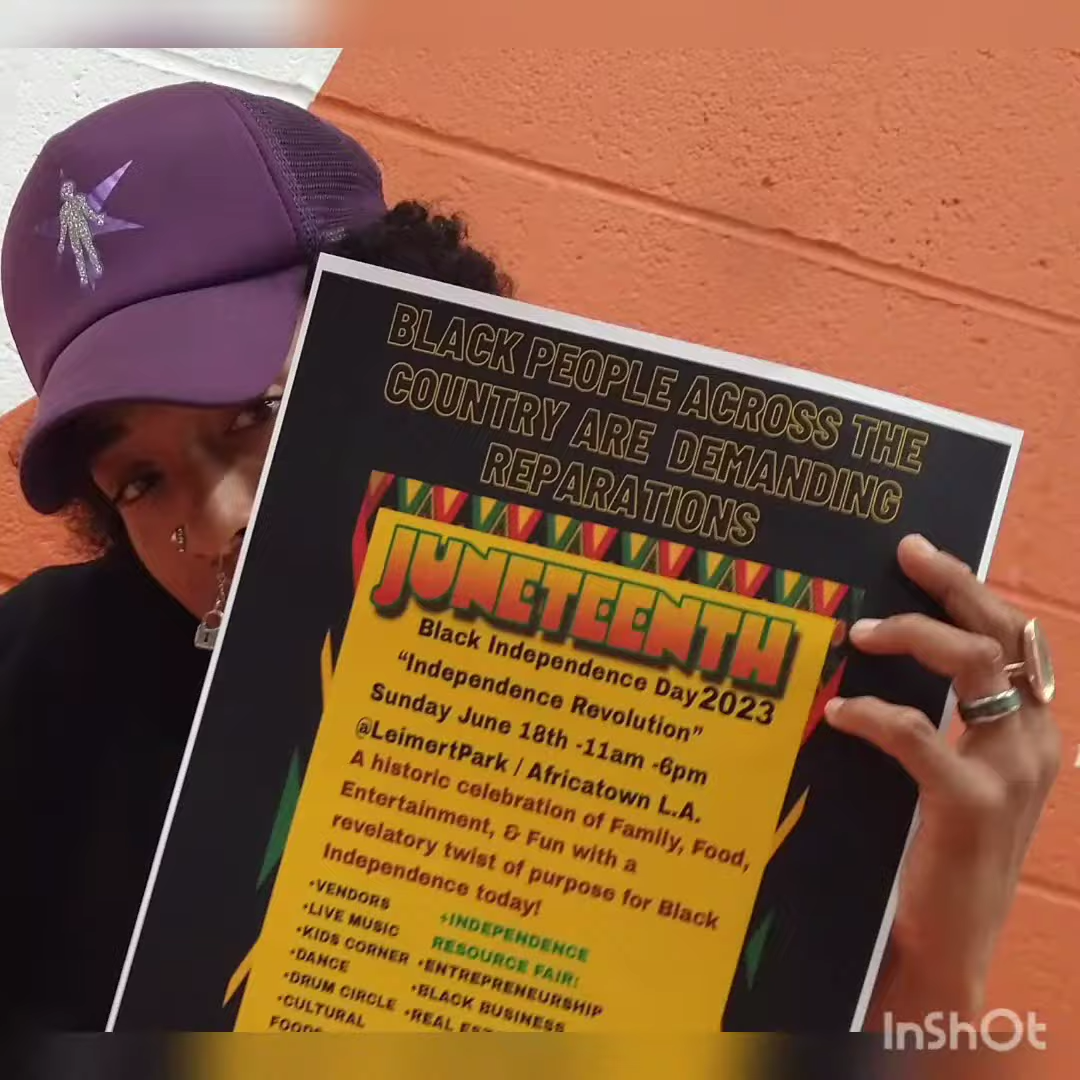 BLACK PEOPLE ACROSS THE
COUNTRY ARE DEMANDING
REPARATIONS
JUNETEENTH
Black Independence Day 2023
“Independence Revolution”
Sunday June 18th -11am -6pm
@LeimertPark / Africatown L.A.
A historic celebration of Family, Food,
Entertainment, & Fun with a
revelatory twist of purpose for Black
Independence today!
•VENDORS
•LIVE MUSIC
•KIDS CORNER
•DANCE
•DRUM CIRCLE
•CULTURAL
+INDEPENDENCE
RESOURCE FAIR:
•ENTREPRENEURSHIP
•BLACK BUSINESS
•REAL
InShOt